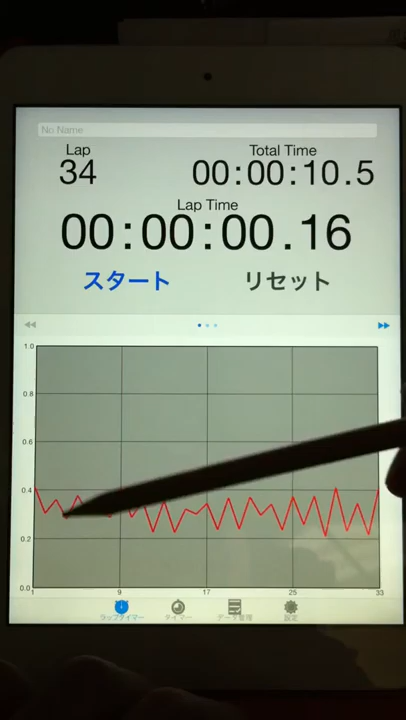 No Name
Lap
Total Time
34
00:00:10.5
Lap Time
00:00:00.16
スタート
リセット
1.0
0.8
0.6
0.4
0.2
0.0
1
9
17
25
33
ラップタイマー
タイマー
データ管理
設定